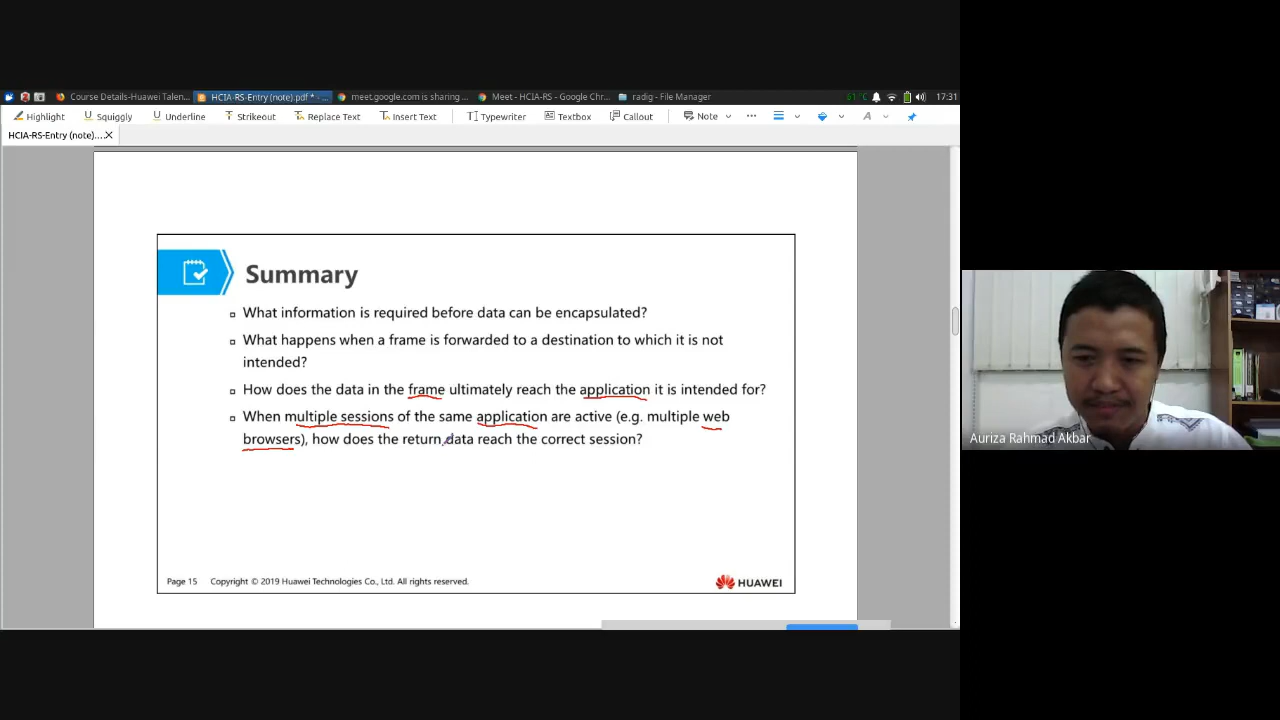 Course Details-Huawei Talen...
HCIA-RS-Entry (note).pdf * - ...
meet.google.com is sharing ...
Meet - HCIA-RS - Google Chr...
radig - File Manager
61°C
17:31
Highlight
Squiggly
Underline
Strikeout
Replace Text
Insert Text
Typewriter
Textbox
Callout
Note
HCIA-RS-Entry (note)....
Summary
What information is required before data can be encapsulated?
What happens when a frame is forwarded to a destination to which it is not
intended?
How does the data in the frame ultimately reach the application it is intended for?
When multiple sessions of the same application are active (e.g. multiple web
browsers), how does the return data reach the correct session?
Page 15 Copyright © 2019 Huawei Technologies Co., Ltd. All rights reserved.
HUAWEI
Auriza Rahmad Akbar